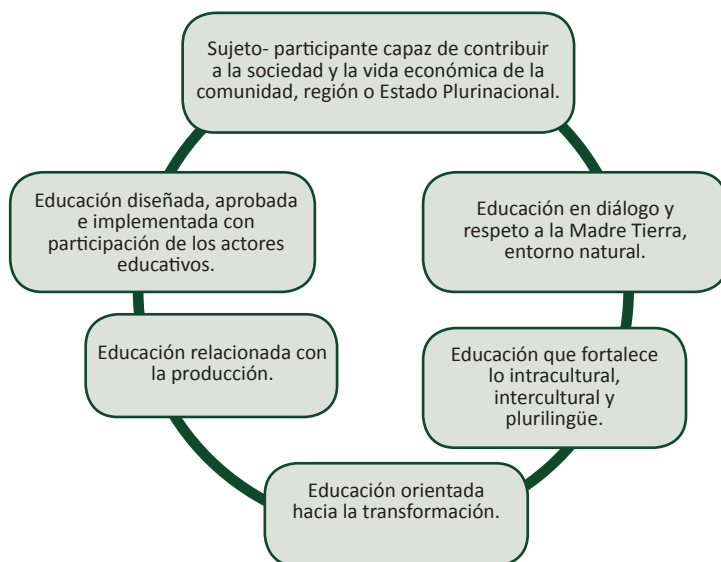 Sujeto- participante capaz de contribuir
a la sociedad y la vida económica de la
comunidad, región o Estado Plurinacional.
Educación diseñada, aprobada
e implementada con
participación de los actores
educativos.
Educación en diálogo y
respeto a la Madre Tierra,
entorno natural.
Educación relacionada con
la producción.
Educación que fortalece
lo intracultural,
intercultural y
plurilingüe.
Educación orientada
hacia la transformación.